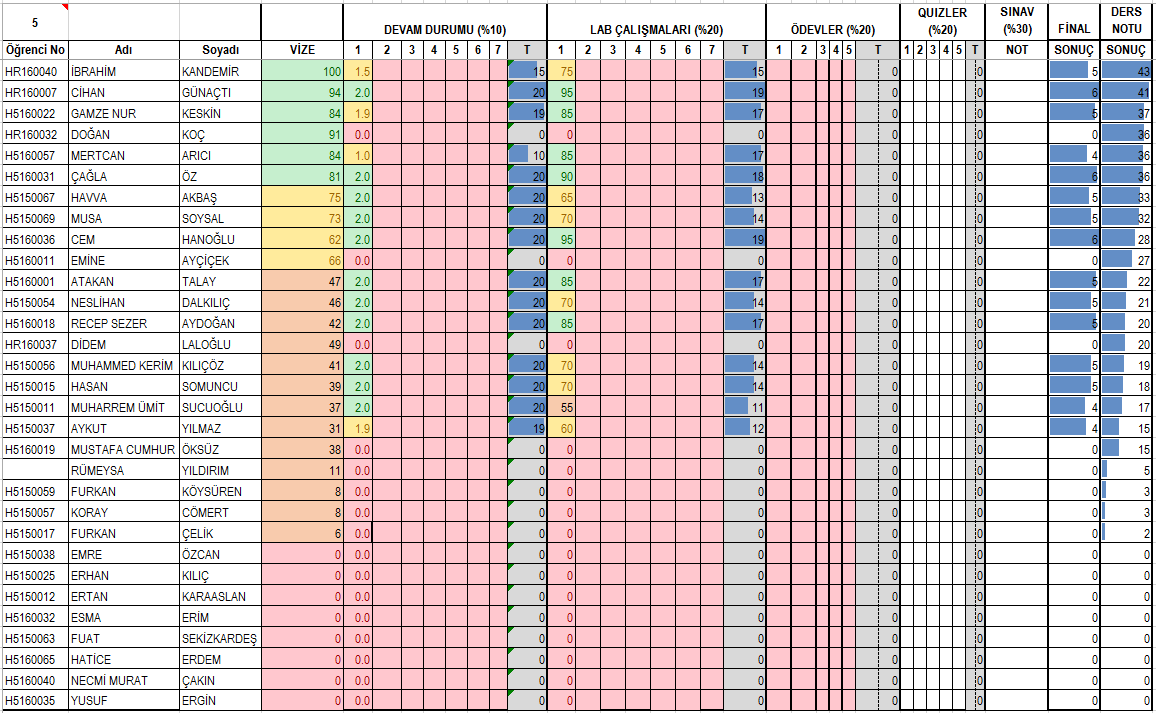 5 DEVAM DURUMU (%10) LAB ÇALIŞMALARI (%20) ÖDEVLER (%20) QUIZLER (%20) SINAV (%30) FİNAL DERS NOTU
Öğrenci No Adı Soyadı VİZE 1 2 3 4 5 6 7 T 1 2 3 4 5 6 7 T 1 2 3 4 5 T 1 2 3 4 5 T NOT SONUÇ SONUÇ
HR160040 İBRAHİM KANDEMİR 100 1.5 15 75 15 0 0 5 43
HR160007 CİHAN GÜNAÇTI 94 2.0 20 95 19 0 0 6 41
H5160022 GAMZE NUR KESKİN 84 1.9 19 85 17 0 0 5 37
HR160032 DOĞAN KOÇ 91 0.0 0 0 0 0 0 0 36
H5160057 MERTCAN ARICI 84 1.0 10 85 17 0 0 4 36
H5160031 ÇAĞLA ÖZ 81 2.0 20 90 18 0 0 6 36
H5150067 HAVVA AKBAŞ 75 2.0 20 65 13 0 0 5 33
H5150069 MUSA SOYSAL 73 2.0 20 70 14 0 0 5 32
H5160036 CEM HANOĞLU 62 2.0 20 95 19 0 0 6 28
H5160011 EMİNE AYÇİÇEK 66 0.0 0 0 0 0 0 0 27
H5160001 ATAKAN TALAY 47 2.0 20 85 17 0 0 5 22
H5150054 NESLİHAN DALKILIÇ 46 2.0 20 70 14 0 0 5 21
H5160018 RECEP SEZER AYDOĞAN 42 2.0 20 85 17 0 0 5 20
HR160037 DİDEM LALOĞLU 49 0.0 0 0 0 0 0 0 20
H5150056 MUHAMMED KERİM KILIÇÖZ 41 2.0 20 70 14 0 0 5 19
H5150015 HASAN SOMUNCU 39 2.0 20 70 14 0 0 5 18
H5150011 MUHARREM ÜMİT SUCUOĞLU 37 2.0 20 55 11 0 0 4 17
H5150037 AYKUT YILMAZ 31 1.9 19 60 12 0 0 4 15
H5160019 MUSTAFA CUMHUR ÖKSÜZ 38 0.0 0 0 0 0 0 0 15
RÜMEYSA YILDIRIM 11 0.0 0 0 0 0 0 0 5
H5150059 FURKAN KÖYSÜREN 8 0.0 0 0 0 0 0 0 3
H5150057 KORAY CÖMERT 8 0.0 0 0 0 0 0 0 3
H5150017 FURKAN ÇELİK 6 0.0 0 0 0 0 0 0 2
H5150038 EMRE ÖZCAN 0 0.0 0 0 0 0 0 0 0
H5150025 ERHAN KILIÇ 0 0.0 0 0 0 0 0 0 0
H5150012 ERTAN KARAASLAN 0 0.0 0 0 0 0 0 0 0
H5160032 ESMA ERİM 0 0.0 0 0 0 0 0 0 0
H5150063 FUAT SEKİZKARDEŞ 0 0.0 0 0 0 0 0 0 0
H5160065 HATİCE ERDEM 0 0.0 0 0 0 0 0 0 0
H5160040 NECMİ MURAT ÇAKIN 0 0.0 0 0 0 0 0 0 0
H5160035 YUSUF ERGİN 0 0.0 0 0 0 0 0 0 0